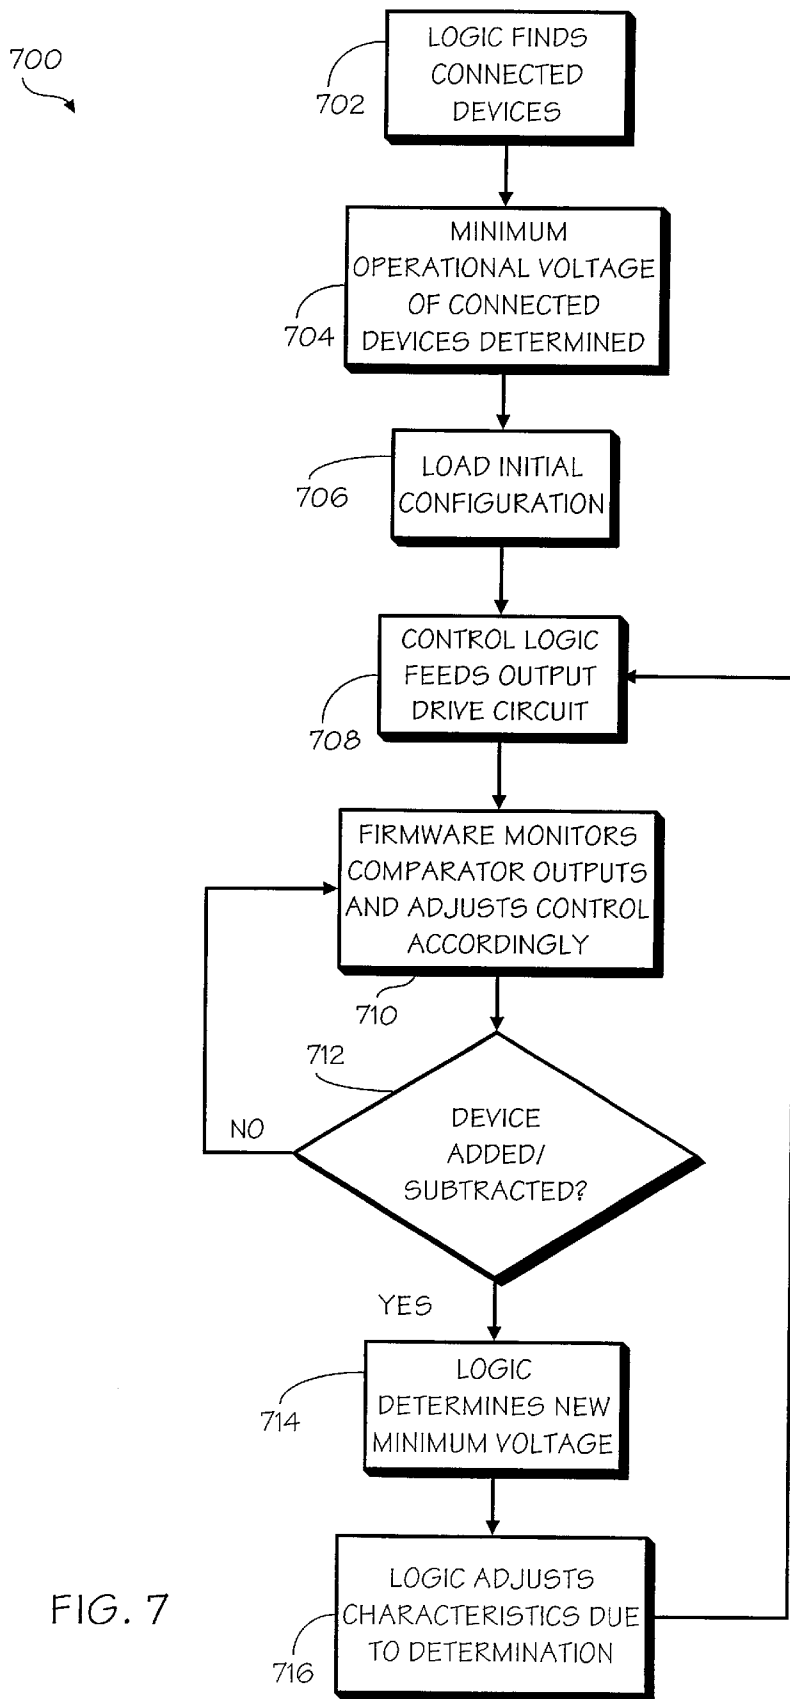 700
LOGIC FINDS
CONNECTED
DEVICES
702
MINIMUM
OPERATIONAL VOLTAGE
OF CONNECTED
DEVICES DETERMINED
704
LOAD INITIAL
CONFIGURATION
706
CONTROL LOGIC
FEEDS OUTPUT
DRIVE CIRCUIT
708
FIRMWARE MONITORS
COMPARATOR OUTPUTS
AND ADJUSTS CONTROL
ACCORDINGLY
710
712
DEVICE
ADDED/
SUBTRACTED?
NO
YES
LOGIC
DETERMINES NEW
MINIMUM VOLTAGE
714
LOGIC ADJUSTS
CHARACTERISTICS DUE
TO DETERMINATION
716
FIG. 7